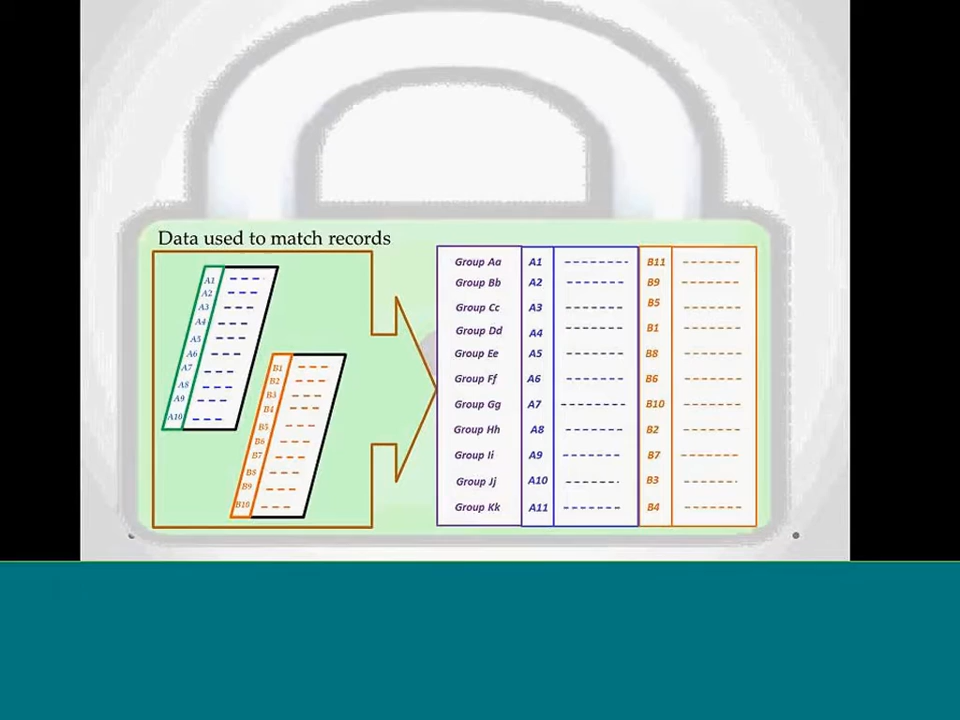 Data used to match records
A1
A2
A3
A4
A5
A6
A7
A8
A9
A10
B1
B2
B3
B4
B5
B6
B7
B8
B9
B10
Group Aa A1 B11
Group Bb A2 B9
Group Cc A3 B5
Group Dd A4 B1
Group Ee A5 B8
Group Ff A6 B6
Group Gg A7 B10
Group Hh A8 B2
Group Ii A9 B7
Group Jj A10 B3
Group Kk A11 B4